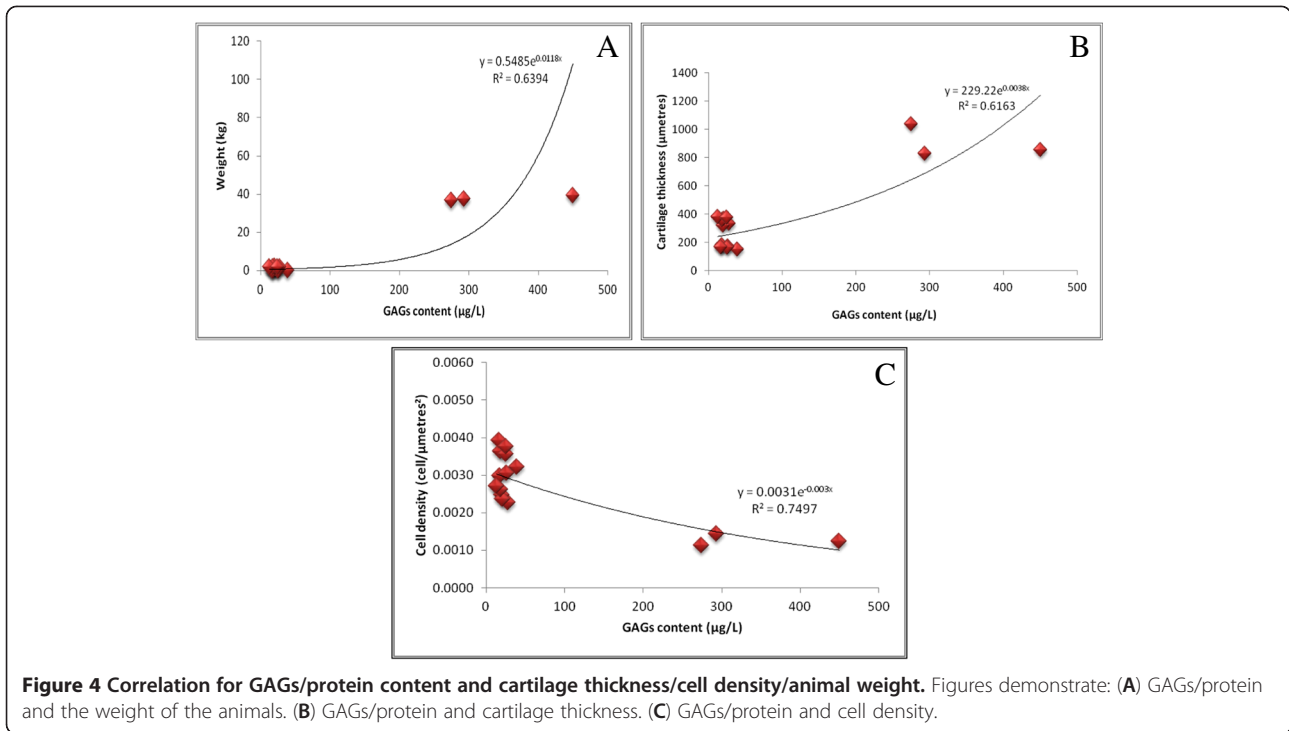 A
120
100
80
60
40
20
0
Weight (kg)
y = 0.5485e^0.0118x
R² = 0.6394
0 100 200 300 400 500
GAGs content (µg/L)
B
1400
1200
1000
800
600
400
200
0
Cartilage thickness (µmetres)
y = 229.22e^0.0038x
R² = 0.6163
0 100 200 300 400 500
GAGs content (µg/L)
C
0.0060
0.0050
0.0040
0.0030
0.0020
0.0010
0.0000
Cell density (cell/µmetres²)
y = 0.0031e^-0.003x
R² = 0.7497
0 100 200 300 400 500
GAGs content (µg/L)
Figure 4 Correlation for GAGs/protein content and cartilage thickness/cell density/animal weight. Figures demonstrate: (A) GAGs/protein
and the weight of the animals. (B) GAGs/protein and cartilage thickness. (C) GAGs/protein and cell density.